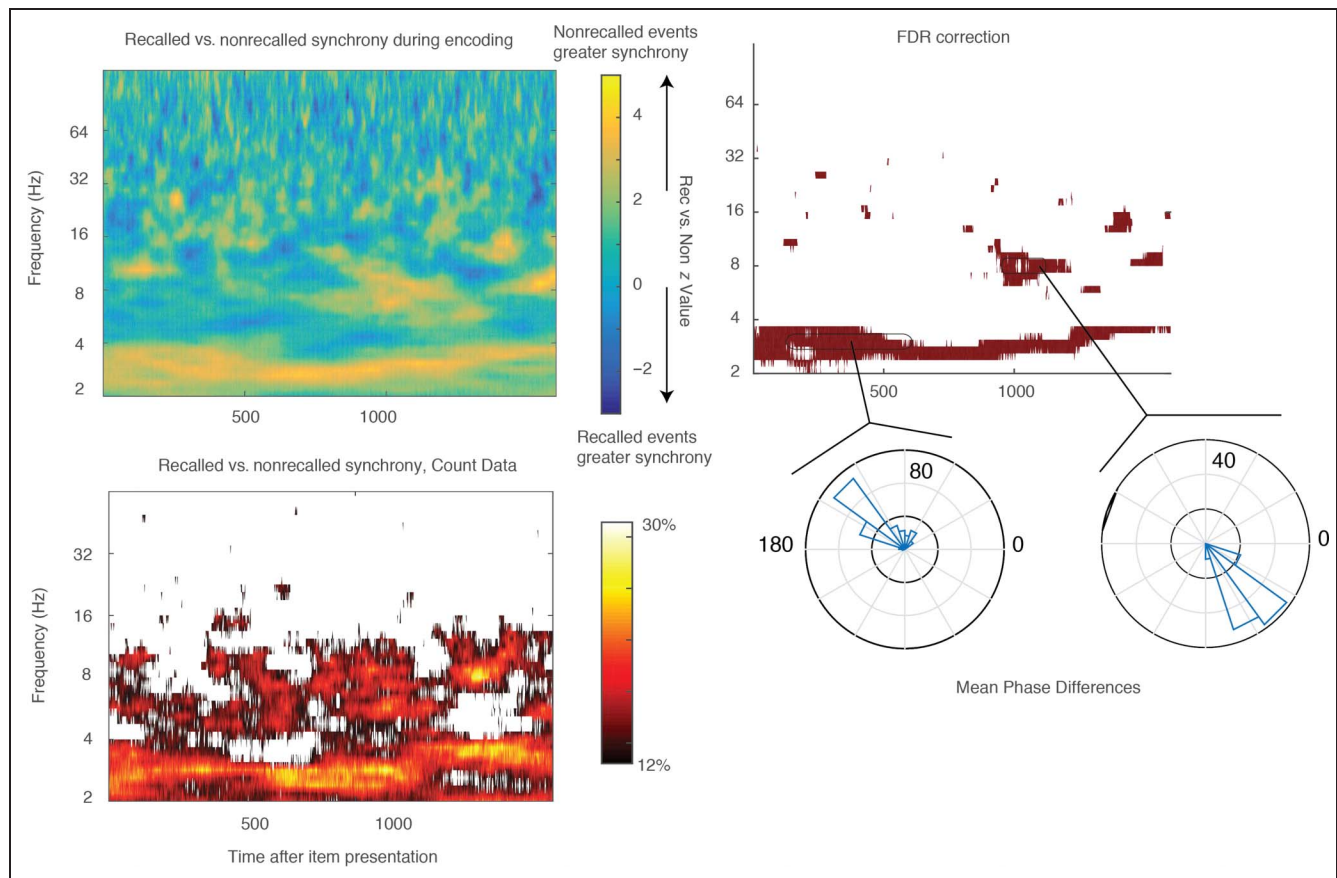 Recalled vs. nonrecalled synchrony during encoding
Nonrecalled events
greater synchrony
Frequency (Hz)
64
32
16
8
4
2
500
1000
4
2
0
−2
Rec vs. Non z Value
Recalled events
greater synchrony
FDR correction
64
32
16
8
4
2
500
1000
80
180
0
40
0
Mean Phase Differences
Recalled vs. nonrecalled synchrony, Count Data
Frequency (Hz)
32
16
8
4
2
500
1000
Time after item presentation
30%
12%